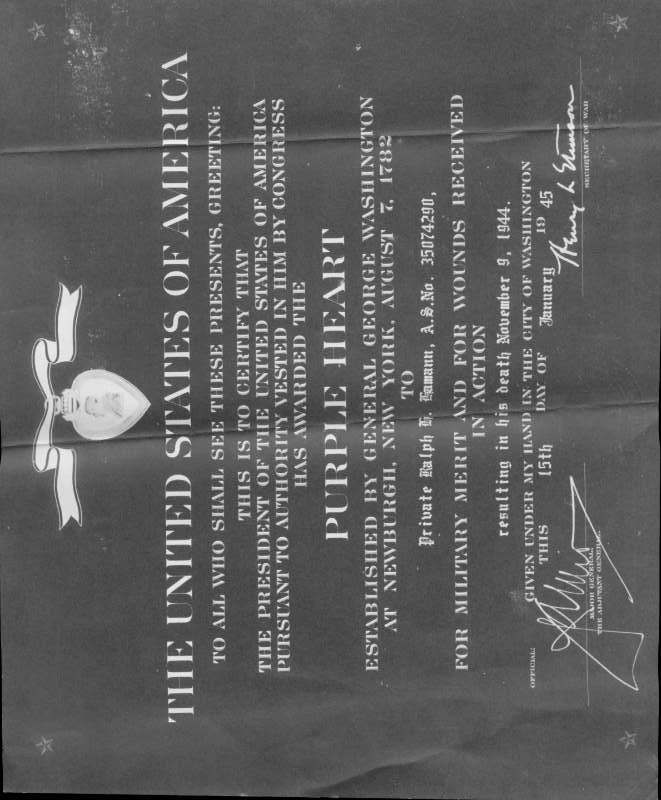 THE UNITED STATES OF AMERICA
TO ALL WHO SHALL SEE THESE PRESENTS, GREETING:
THIS IS TO CERTIFY THAT
THE PRESIDENT OF THE UNITED STATES OF AMERICA
PURSUANT TO AUTHORITY VESTED IN HIM BY CONGRESS
HAS AWARDED THE
PURPLE HEART
ESTABLISHED BY GENERAL GEORGE WASHINGTON
AT NEWBURGH, NEW YORK, AUGUST 7, 1782
TO
Private Ralph H. Hamann, A.S.No. 35074290,
FOR MILITARY MERIT AND FOR WOUNDS RECEIVED
IN ACTION
resulting in his death November 9, 1944.
GIVEN UNDER MY HAND IN THE CITY OF WASHINGTON
THIS 15th DAY OF January 19 45
OFFICIAL:
Henry L Stimson
MAJOR GENERAL,
THE ADJUTANT GENERAL.
SECRETARY OF WAR